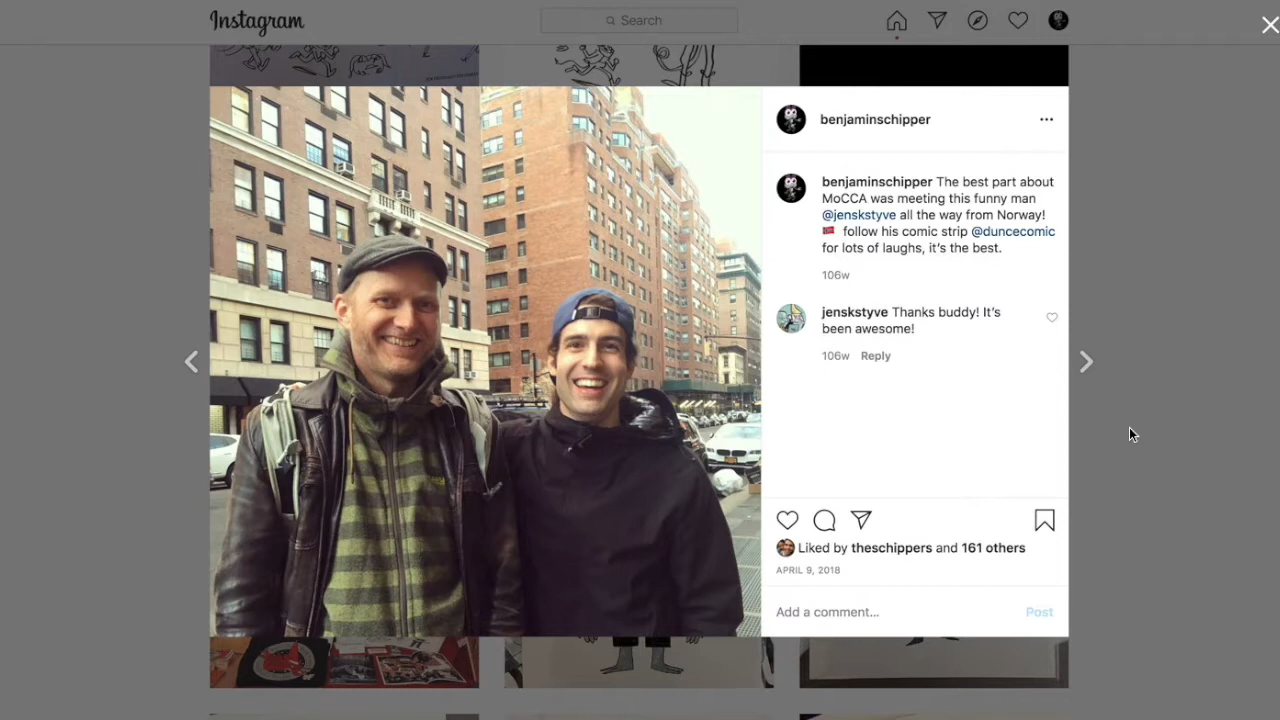 Instagram
Search
benjaminschipper
benjaminschipper The best part about
MoCCA was meeting this funny man
@jenskstyve all the way from Norway!
🇳🇴 follow his comic strip @duncecomic
for lots of laughs, it's the best.
106w
jenskstyve Thanks buddy! It's
been awesome!
106w Reply
Liked by theschippers and 161 others
APRIL 9, 2018
Add a comment... Post